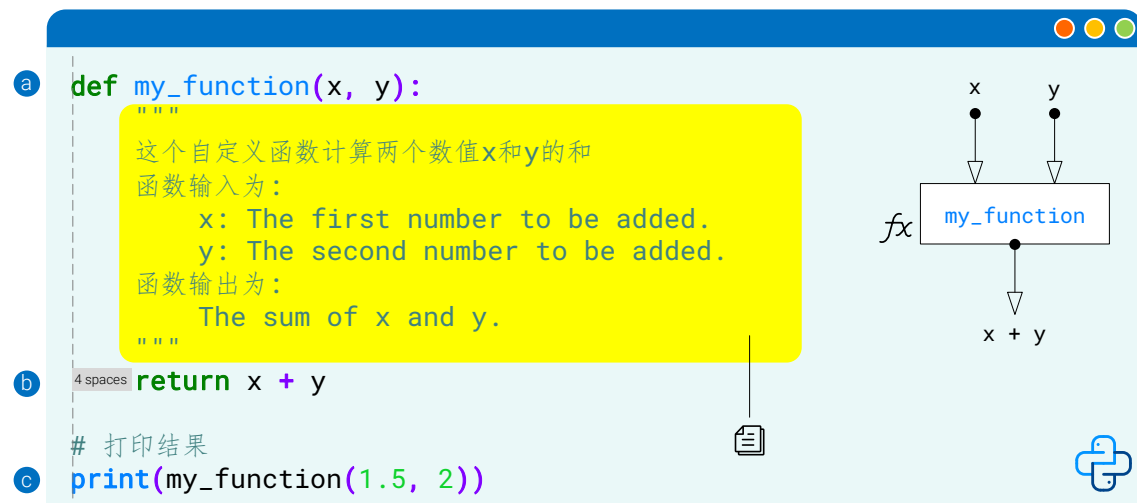 a
def my_function(x, y):
"""
这个自定义函数计算两个数值x和y的和
函数输入为:
x: The first number to be added.
y: The second number to be added.
函数输出为:
The sum of x and y.
"""
b
4 spaces return x + y
# 打印结果
c
print(my_function(1.5, 2))
x y
fx my_function
x + y